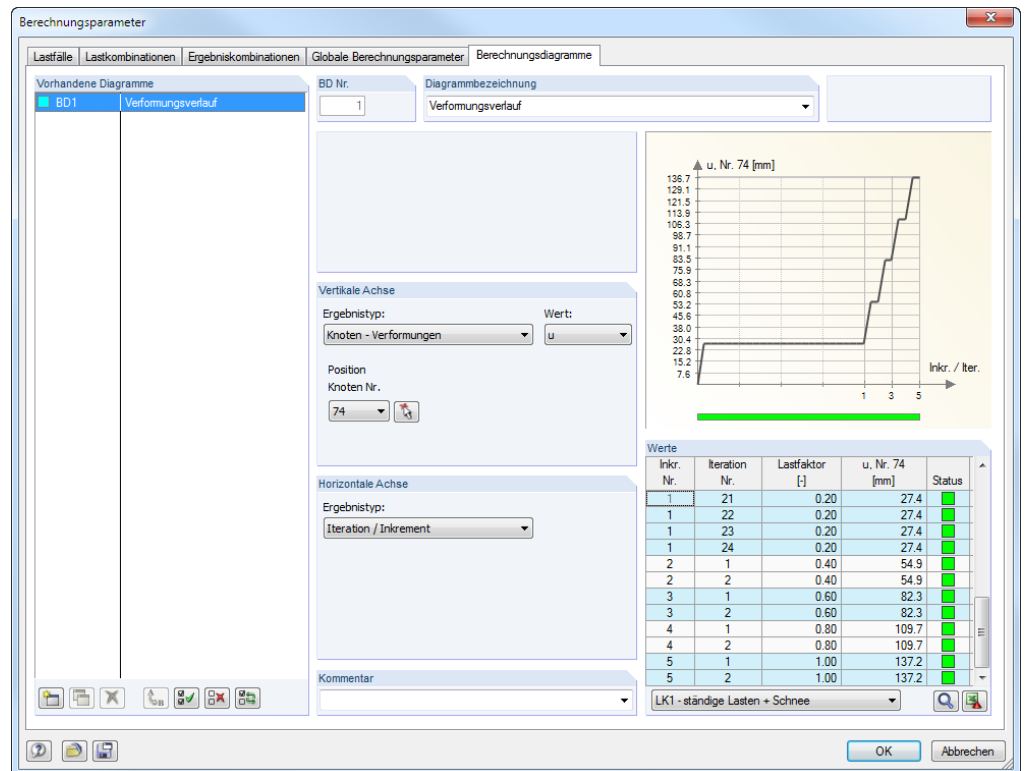 Berechnungsparameter
Lastfälle Lastkombinationen Ergebniskombinationen Globale Berechnungsparameter Berechnungsdiagramme
Vorhandene Diagramme
BD1 Verformungsverlauf
BD Nr.
1
Diagrammbezeichnung
Verformungsverlauf
Vertikale Achse
Ergebnistyp: Wert:
Knoten - Verformungen u
Position
Knoten Nr.
74
Horizontale Achse
Ergebnistyp:
Iteration / Inkrement
Kommentar
u, Nr. 74 [mm]
136.7
129.1
121.5
113.9
106.3
98.7
91.1
83.5
75.9
68.3
60.8
53.2
45.6
38.0
30.4
22.8
15.2
7.6
Inkr. / Iter.
1 3 5
Werte
Inkr. Iteration Lastfaktor u, Nr. 74
Nr. Nr. [-] [mm] Status
1 21 0.20 27.4
1 22 0.20 27.4
1 23 0.20 27.4
1 24 0.20 27.4
2 1 0.40 54.9
2 2 0.40 54.9
3 1 0.60 82.3
3 2 0.60 82.3
4 1 0.80 109.7
4 2 0.80 109.7
5 1 1.00 137.2
5 2 1.00 137.2
LK1 - ständige Lasten + Schnee
OK Abbrechen